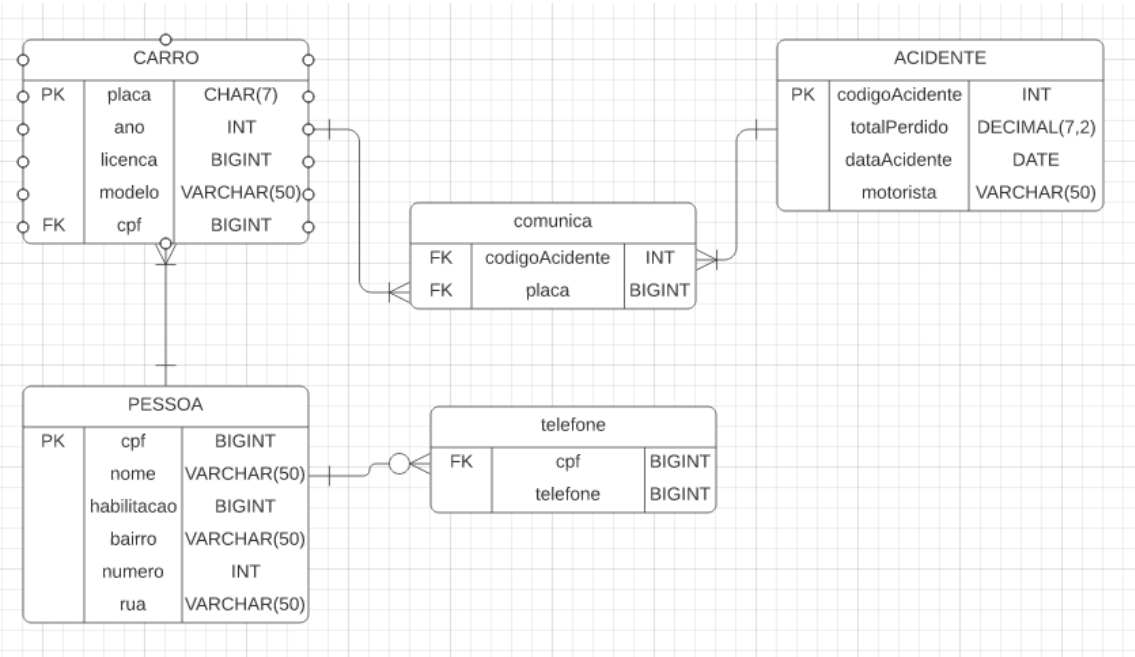 CARRO
PK placa CHAR(7)
ano INT
licenca BIGINT
modelo VARCHAR(50)
FK cpf BIGINT
ACIDENTE
PK codigoAcidente INT
totalPerdido DECIMAL(7,2)
dataAcidente DATE
motorista VARCHAR(50)
comunica
FK codigoAcidente INT
FK placa BIGINT
PESSOA
PK cpf BIGINT
nome VARCHAR(50)
habilitacao BIGINT
bairro VARCHAR(50)
numero INT
rua VARCHAR(50)
telefone
FK cpf BIGINT
telefone BIGINT